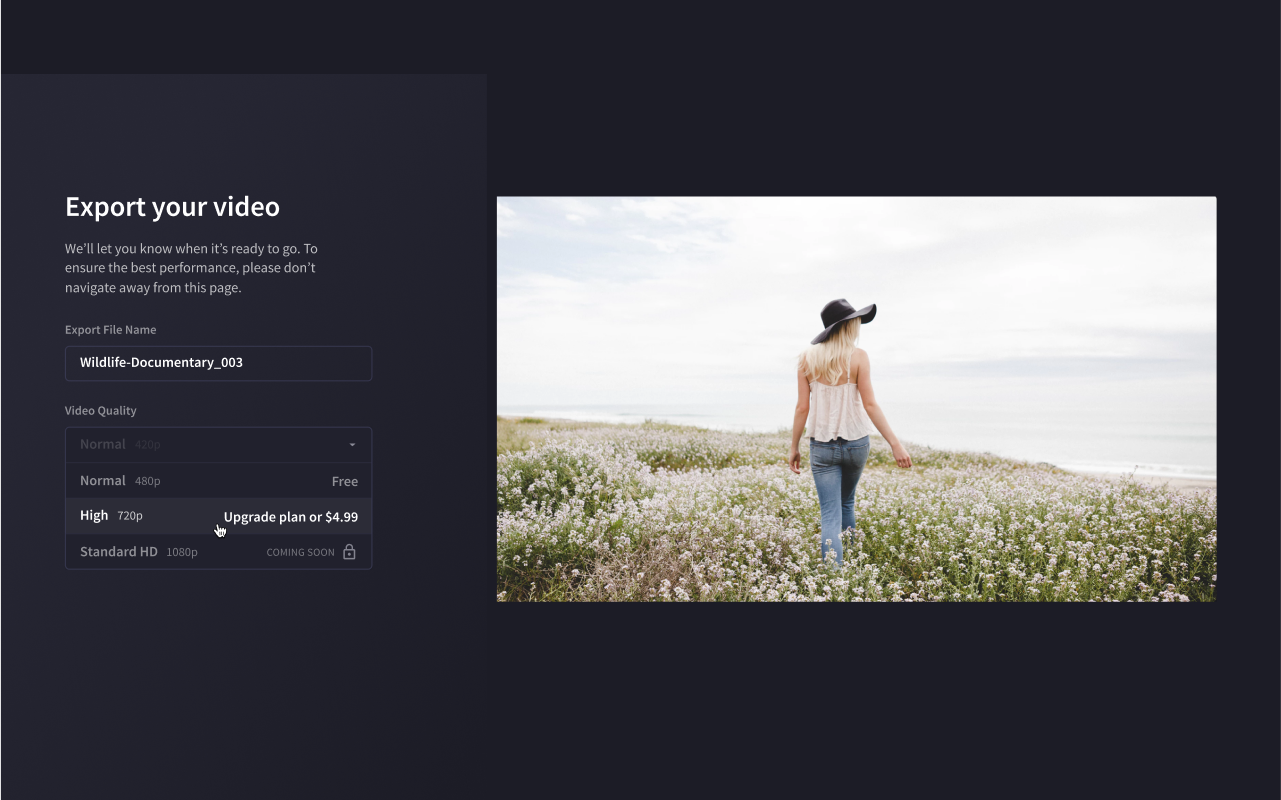 Export your video
We’ll let you know when it’s ready to go. To
ensure the best performance, please don’t
navigate away from this page.
Export File Name
Wildlife-Documentary_003
Video Quality
Normal 420p
Normal 480p Free
High 720p Upgrade plan or $4.99
Standard HD 1080p COMING SOON